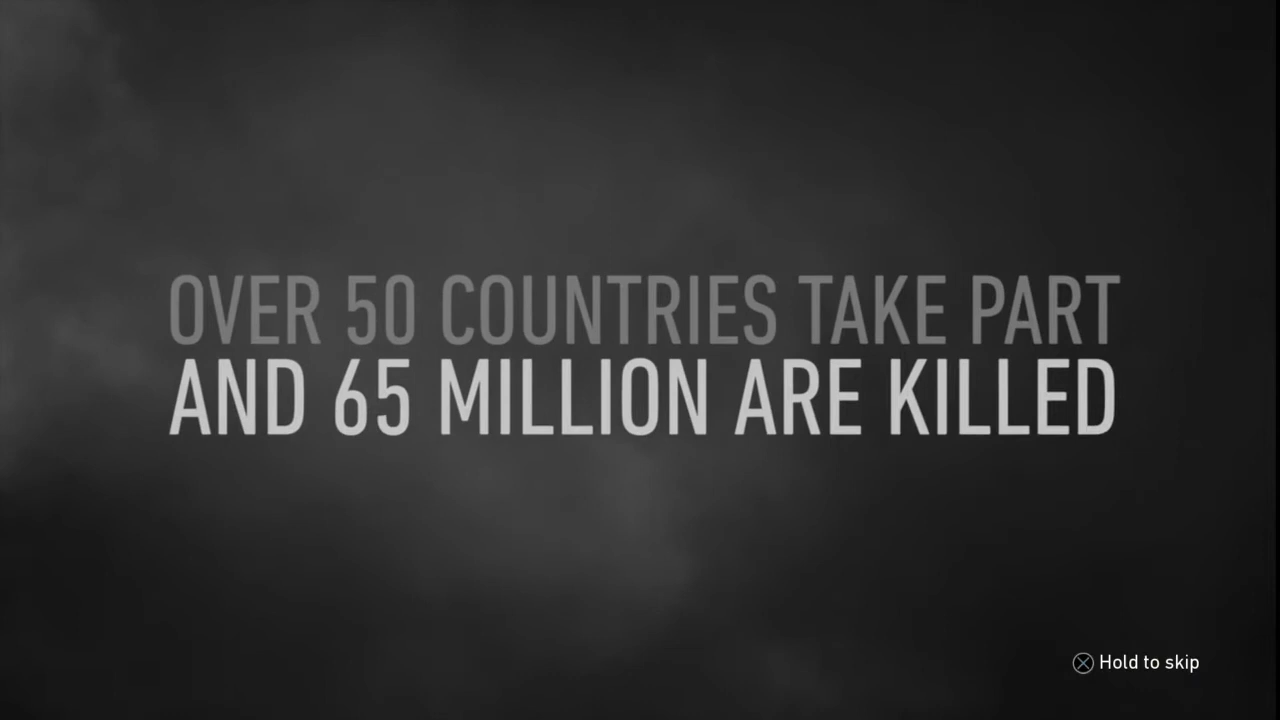 OVER 50 COUNTRIES TAKE PART
AND 65 MILLION ARE KILLED
Hold to skip